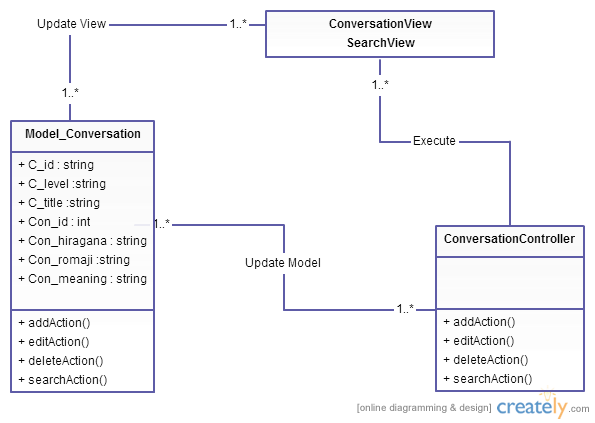 Update View
1..*
ConversationView
SearchView
1..*
1..*
Model_Conversation
+ C_id : string
+ C_level :string
+ C_title :string
+ Con_id : int
+ Con_hiragana : string
+ Con_romaji :string
+ Con_meaning : string
+ addAction()
+ editAction()
+ deleteAction()
+ searchAction()
Execute
1..*
Update Model
1..*
ConversationController
+ addAction()
+ editAction()
+ deleteAction()
+ searchAction()
[online diagramming & design] creately.com